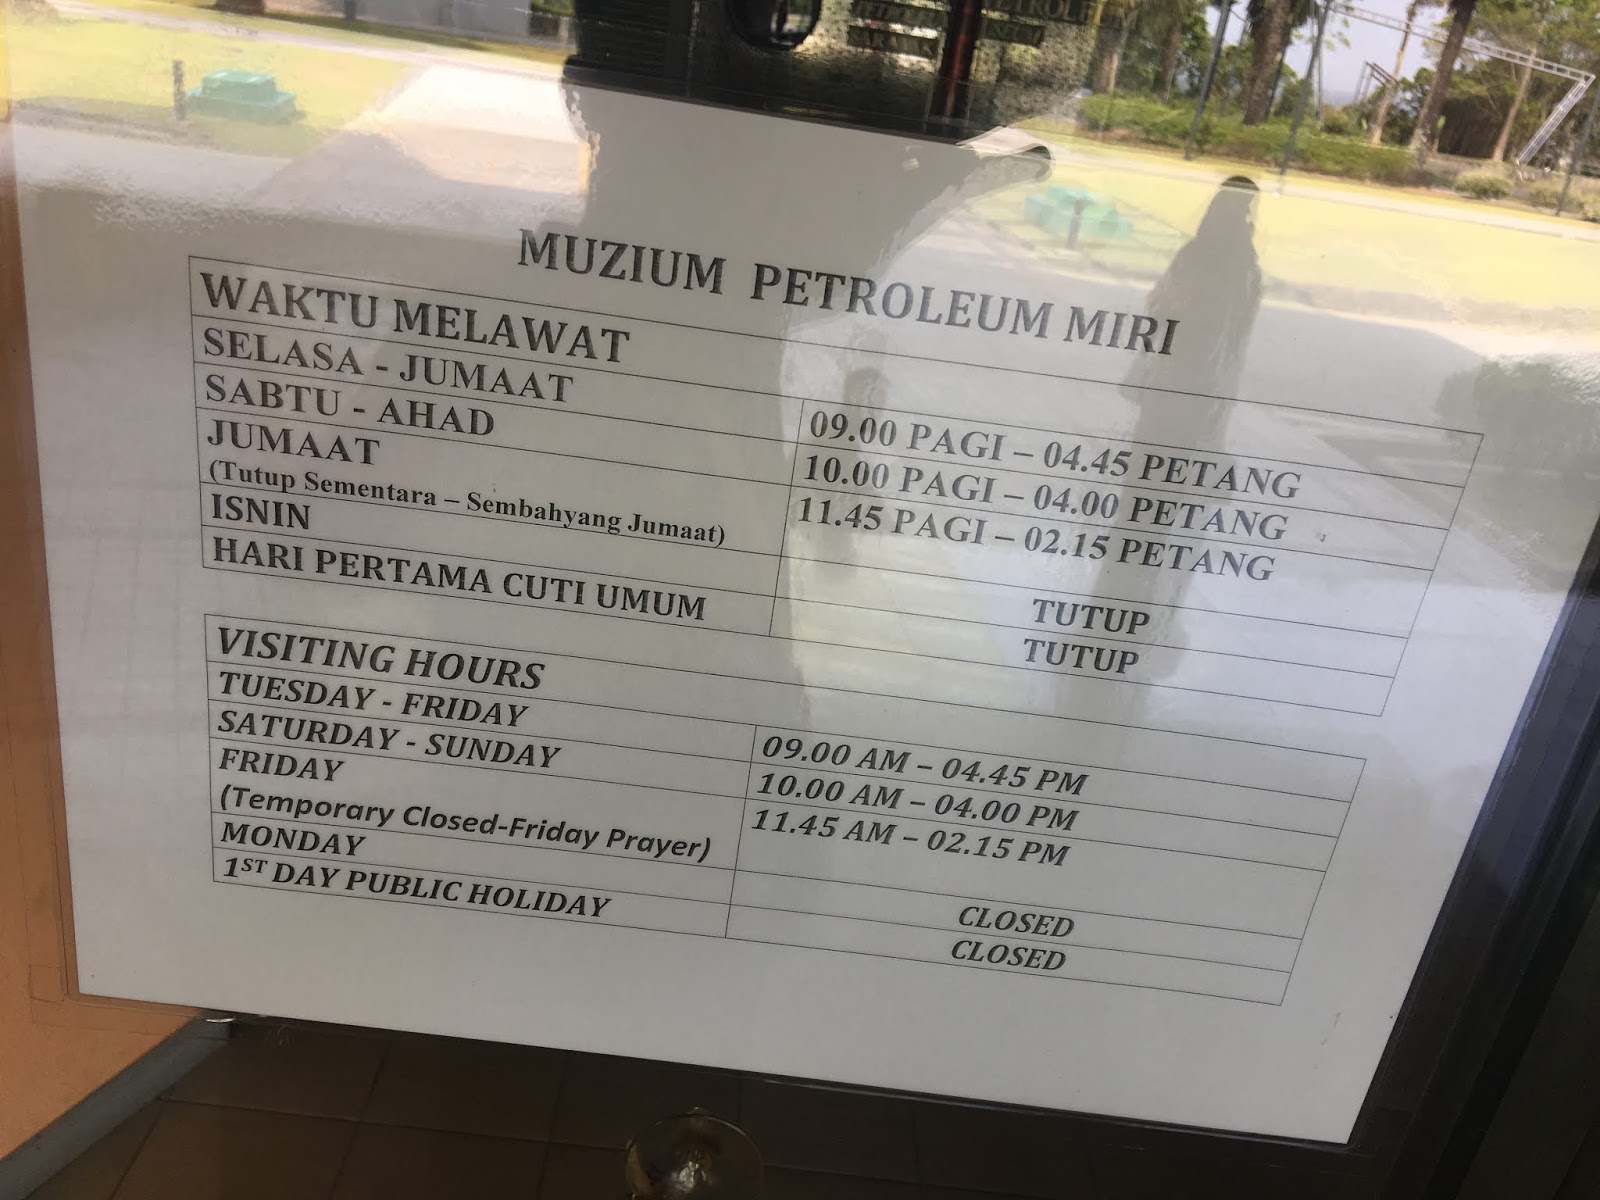 PETROLEUM
MUZIUM PETROLEUM MIRI
WAKTU MELAWAT
SELASA - JUMAAT 09.00 PAGI – 04.45 PETANG
SABTU - AHAD 10.00 PAGI – 04.00 PETANG
JUMAAT 11.45 PAGI – 02.15 PETANG
(Tutup Sementara – Sembahyang Jumaat)
ISNIN TUTUP
HARI PERTAMA CUTI UMUM TUTUP
VISITING HOURS
TUESDAY - FRIDAY 09.00 AM – 04.45 PM
SATURDAY - SUNDAY 10.00 AM – 04.00 PM
FRIDAY 11.45 AM – 02.15 PM
(Temporary Closed-Friday Prayer)
MONDAY CLOSED
1ST DAY PUBLIC HOLIDAY CLOSED